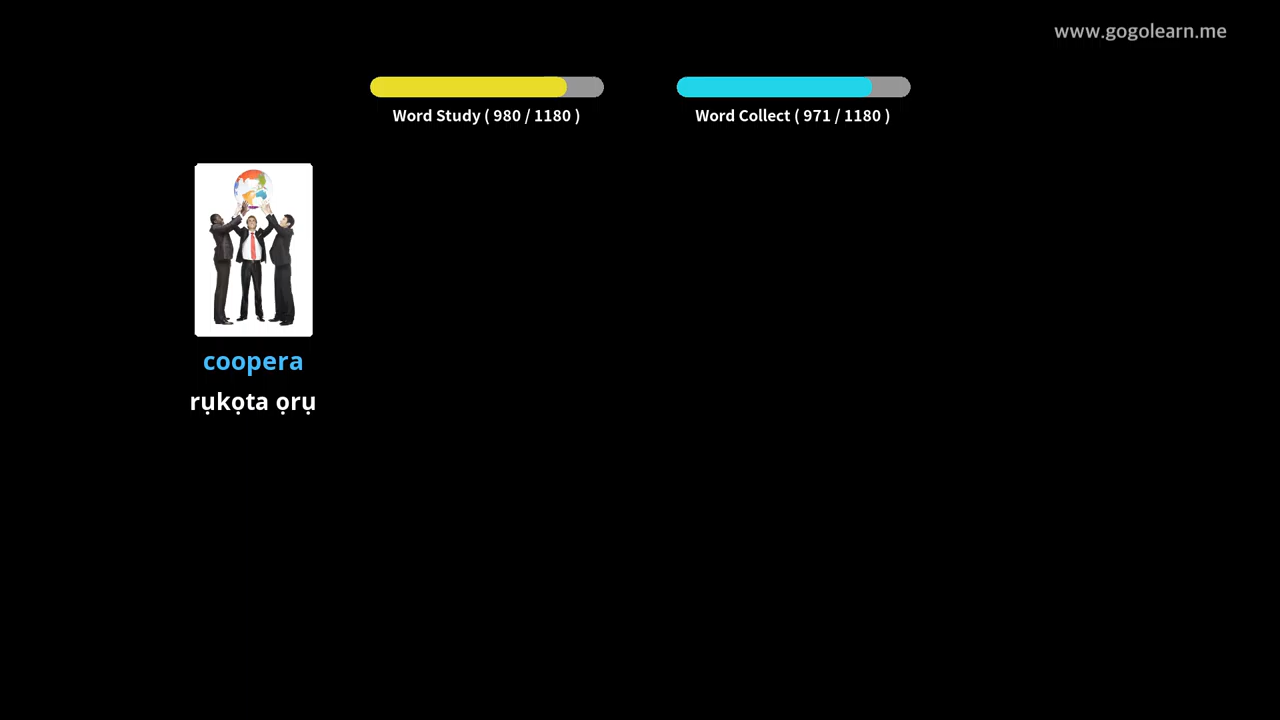 www.gogolearn.me
Word Study ( 980 / 1180 )
Word Collect ( 971 / 1180 )
coopera
rụkọta ọrụ